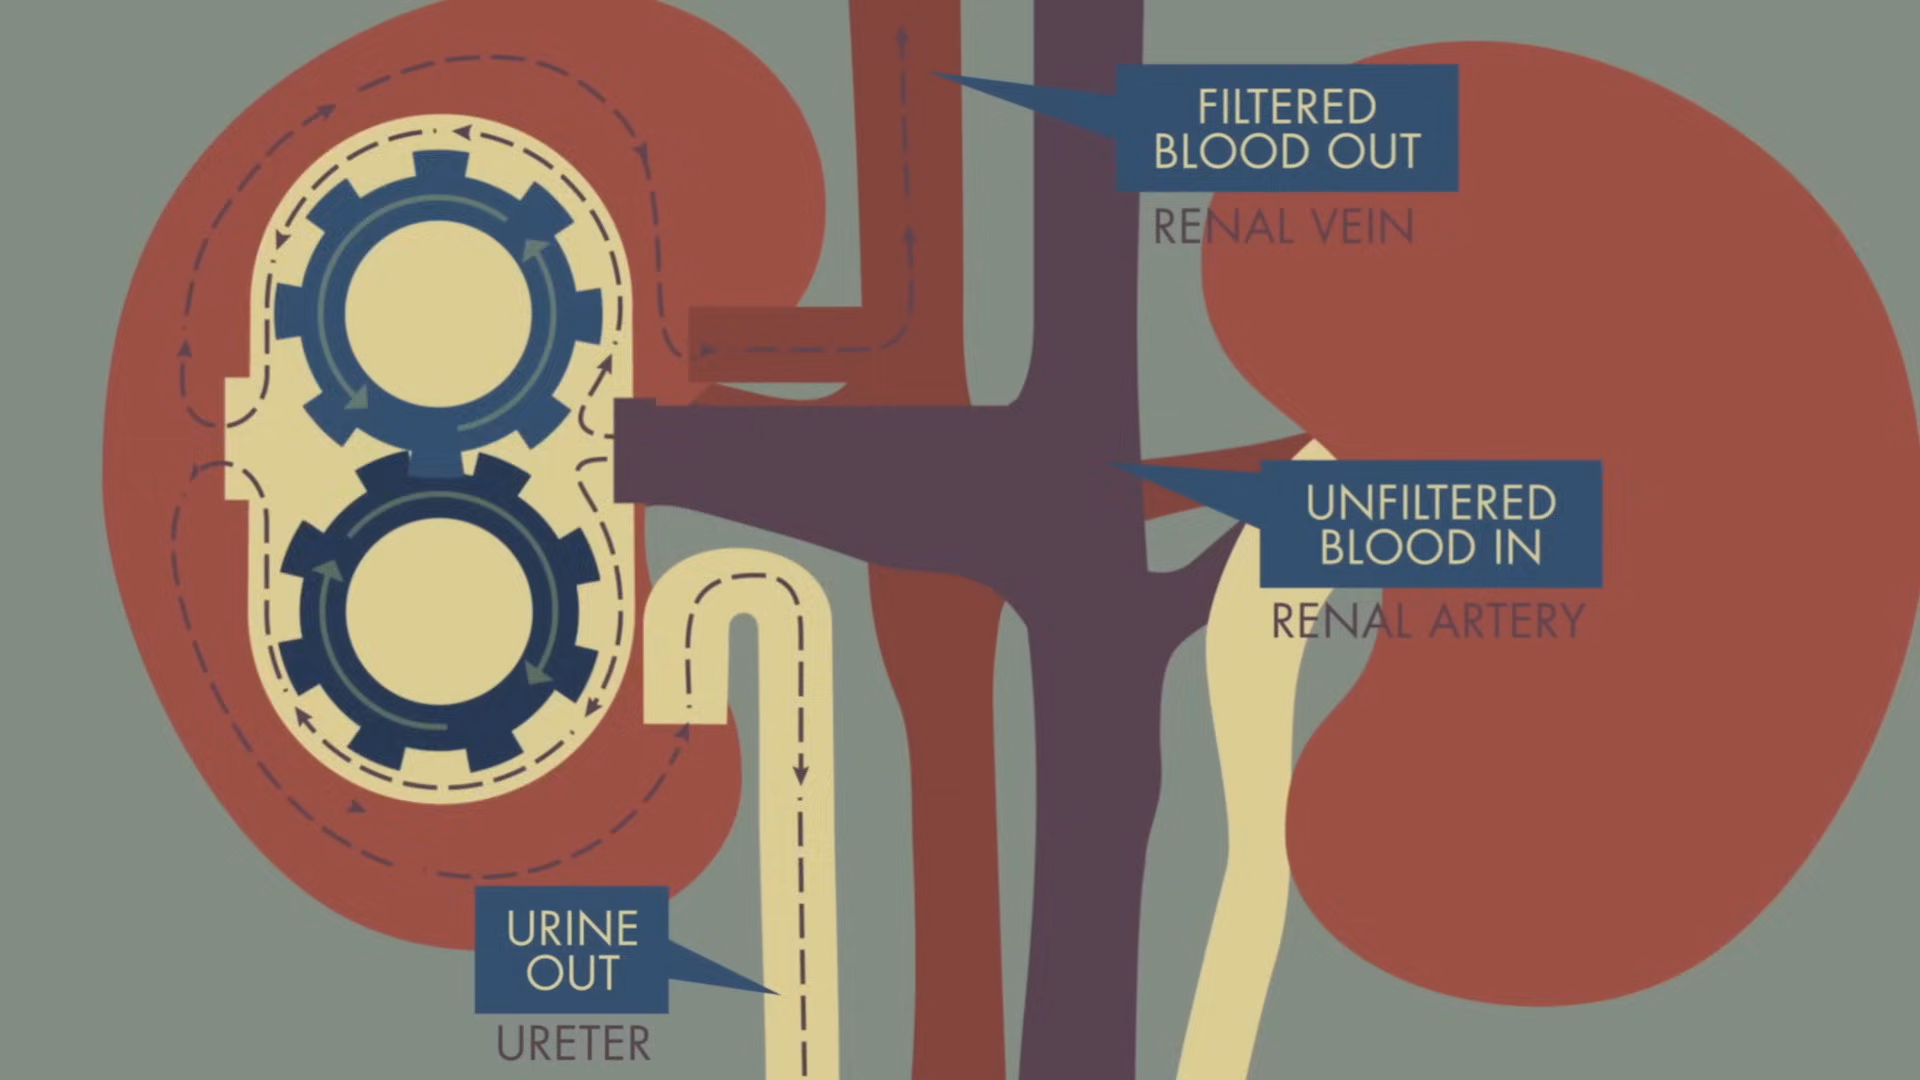 FILTERED
BLOOD OUT
RENAL VEIN
UNFILTERED
BLOOD IN
RENAL ARTERY
URINE
OUT
URETER